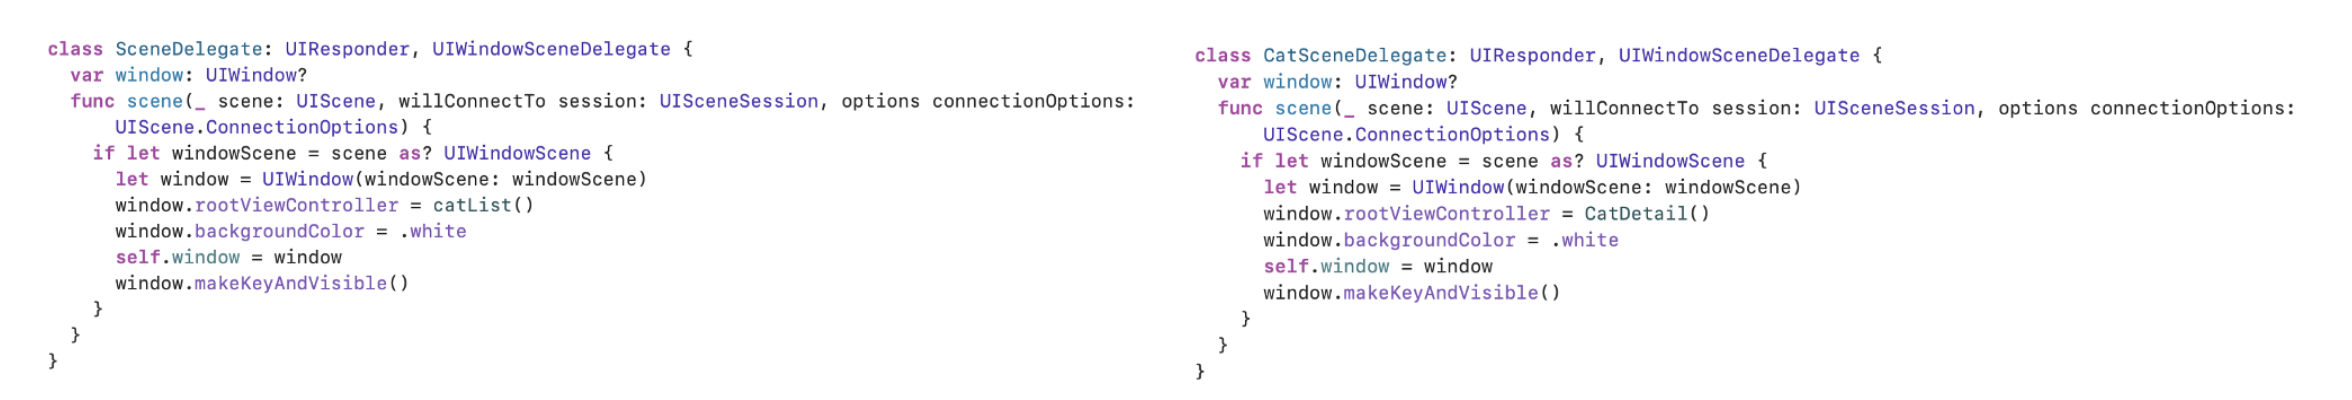 class SceneDelegate: UIResponder, UIWindowSceneDelegate {
var window: UIWindow?
func scene(_ scene: UIScene, willConnectTo session: UISceneSession, options connectionOptions:
UIScene.ConnectionOptions) {
if let windowScene = scene as? UIWindowScene {
let window = UIWindow(windowScene: windowScene)
window.rootViewController = catList()
window.backgroundColor = .white
self.window = window
window.makeKeyAndVisible()
}
}
}
class CatSceneDelegate: UIResponder, UIWindowSceneDelegate {
var window: UIWindow?
func scene(_ scene: UIScene, willConnectTo session: UISceneSession, options connectionOptions:
UIScene.ConnectionOptions) {
if let windowScene = scene as? UIWindowScene {
let window = UIWindow(windowScene: windowScene)
window.rootViewController = CatDetail()
window.backgroundColor = .white
self.window = window
window.makeKeyAndVisible()
}
}
}